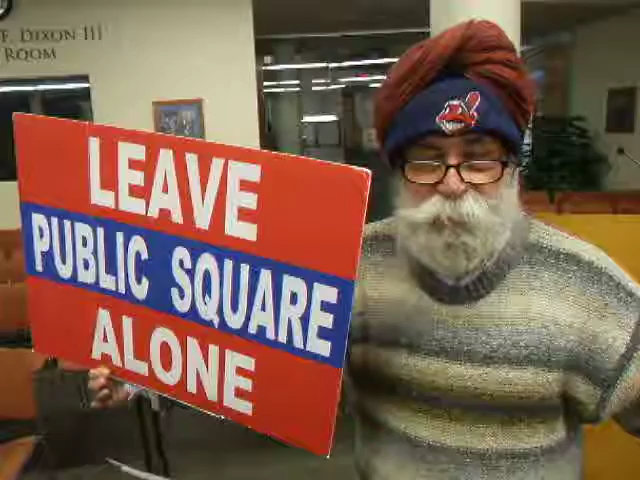 F. DIXON III
ROOM
LEAVE
PUBLIC SQUARE
ALONE